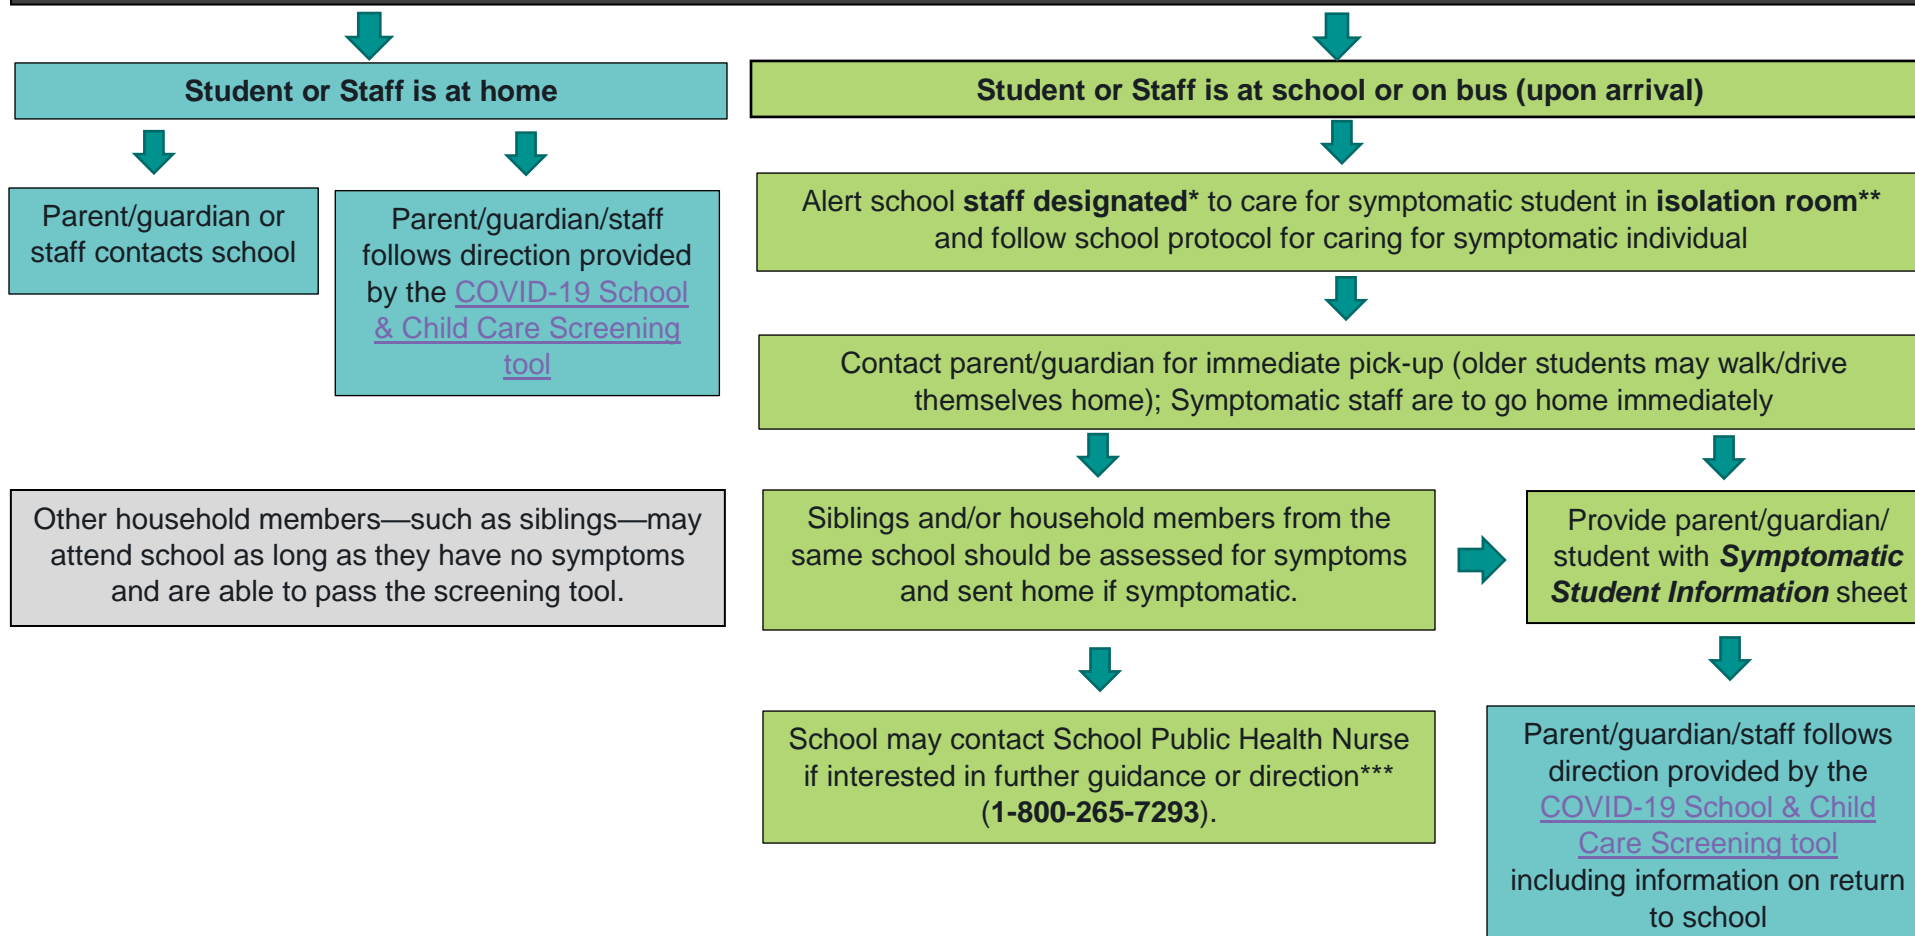 Student or Staff is at home
Student or Staff is at school or on bus (upon arrival)
Parent/guardian or
staff contacts school
Parent/guardian/staff
follows direction provided
by the COVID-19 School
& Child Care Screening
tool
Alert school staff designated* to care for symptomatic student in isolation room**
and follow school protocol for caring for symptomatic individual
Contact parent/guardian for immediate pick-up (older students may walk/drive
themselves home); Symptomatic staff are to go home immediately
Other household members—such as siblings—may
attend school as long as they have no symptoms
and are able to pass the screening tool.
Siblings and/or household members from the
same school should be assessed for symptoms
and sent home if symptomatic.
Provide parent/guardian/
student with Symptomatic
Student Information sheet
School may contact School Public Health Nurse
if interested in further guidance or direction***
(1-800-265-7293).
Parent/guardian/staff follows
direction provided by the
COVID-19 School & Child
Care Screening tool
including information on return
to school